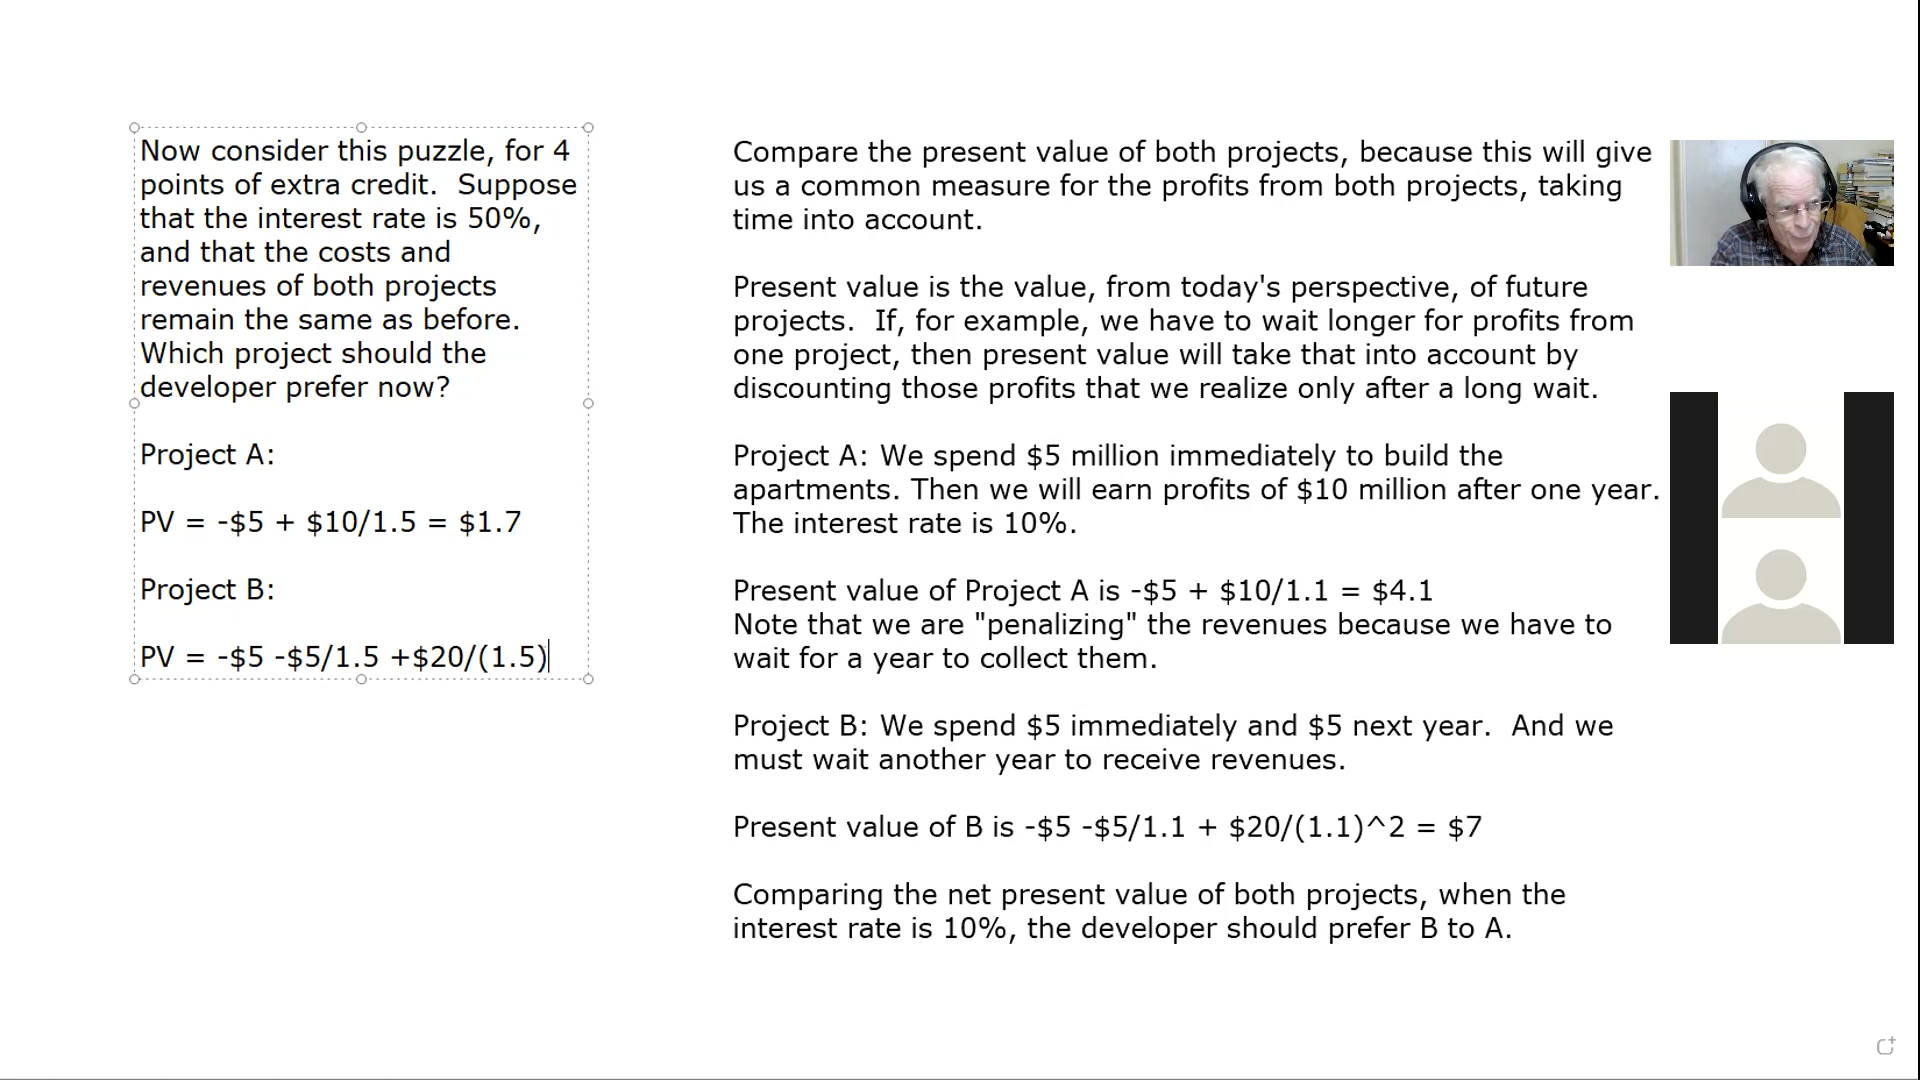 Now consider this puzzle, for 4
points of extra credit.  Suppose
that the interest rate is 50%,
and that the costs and
revenues of both projects
remain the same as before.
Which project should the
developer prefer now?
Project A:
PV = -$5 + $10/1.5 = $1.7
Project B:
PV = -$5 -$5/1.5 +$20/(1.5)
Compare the present value of both projects, because this will give
us a common measure for the profits from both projects, taking
time into account.
Present value is the value, from today's perspective, of future
projects.  If, for example, we have to wait longer for profits from
one project, then present value will take that into account by
discounting those profits that we realize only after a long wait.
Project A: We spend $5 million immediately to build the
apartments. Then we will earn profits of $10 million after one year.
The interest rate is 10%.
Present value of Project A is -$5 + $10/1.1 = $4.1
Note that we are "penalizing" the revenues because we have to
wait for a year to collect them.
Project B: We spend $5 immediately and $5 next year.  And we
must wait another year to receive revenues.
Present value of B is -$5 -$5/1.1 + $20/(1.1)^2 = $7
Comparing the net present value of both projects, when the
interest rate is 10%, the developer should prefer B to A.